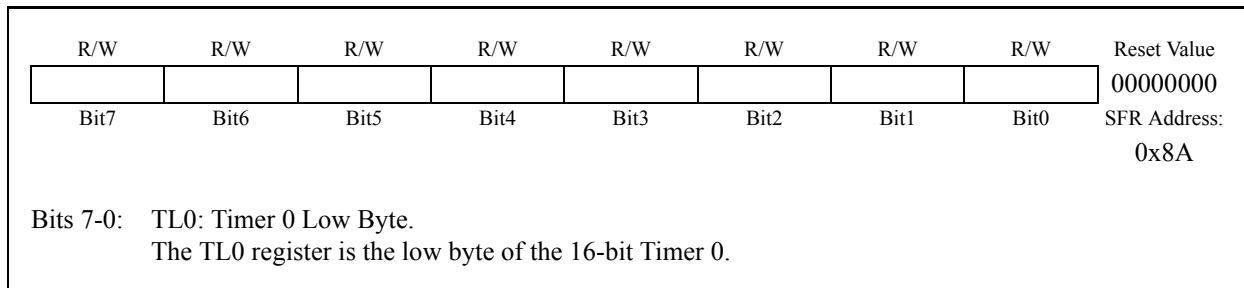 R/W R/W R/W R/W R/W R/W R/W R/W Reset Value
00000000
Bit7 Bit6 Bit5 Bit4 Bit3 Bit2 Bit1 Bit0 SFR Address:
0x8A
Bits 7-0: TL0: Timer 0 Low Byte.
The TL0 register is the low byte of the 16-bit Timer 0.